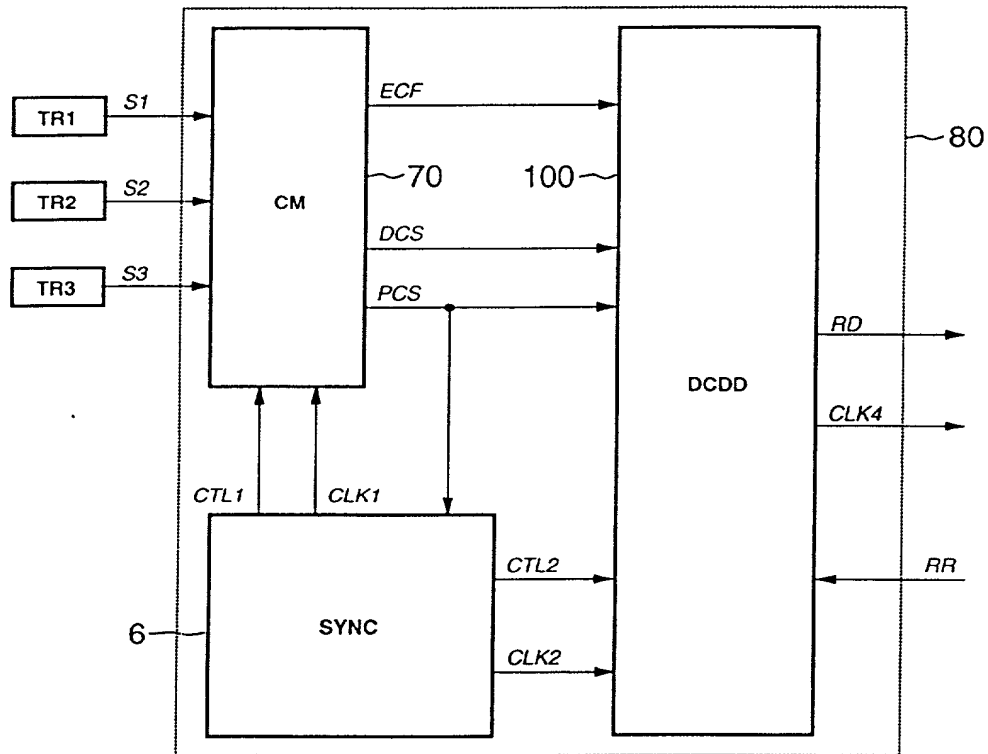 ECF
S1
TR1
80
70
100
S2
TR2
CM
DCS
S3
TR3
PCS
RD
DCDD
CLK4
CTL1
CLK1
CTL2
RR
6
SYNC
CLK2